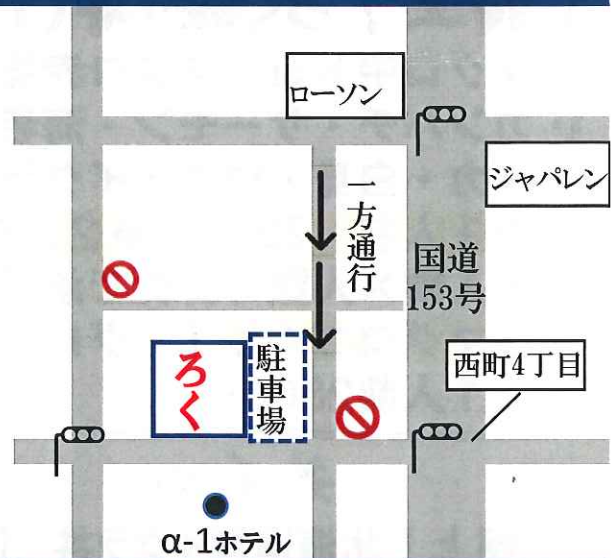 ローソン
ジャパレン
一方通行
国道
153号
西町4丁目
ろく
駐車場
α-1ホテル